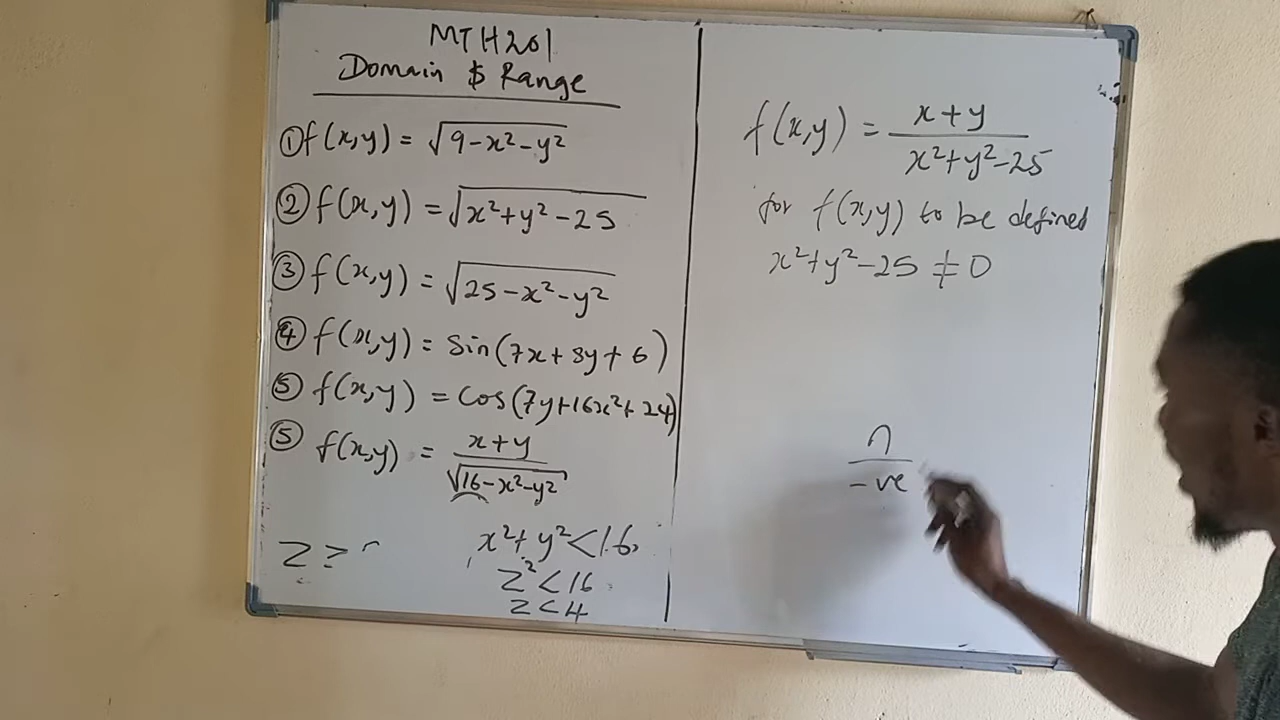 MTH201
Domain $ Range
① f(x,y) = √9-x²-y²
② f(x,y) = √x²+y²-25
③ f(x,y) = √25-x²-y²
④ f(x,y) = sin(7x+8y+6)
⑤ f(x,y) = cos(7y+16x²+24)
⑤ f(x,y) = x+y / √16-x²-y²
x²+y²<16
z²<16
z<4
z ≥
f(x,y) = x+y / x²+y²-25
for f(x,y) to be defined
x²+y²-25 ≠ 0
n / -ve